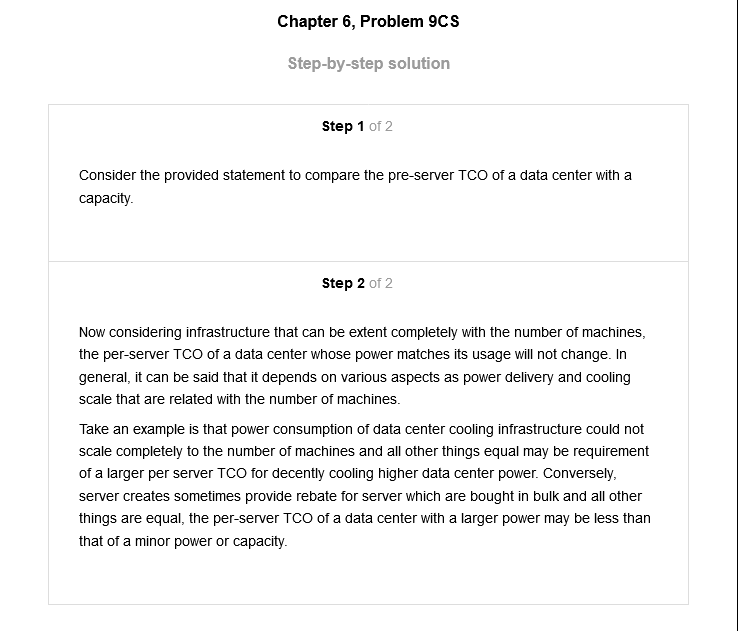 Chapter 6, Problem 9CS
Step-by-step solution
Step 1 of 2
Consider the provided statement to compare the pre-server TCO of a data center with a
capacity.
Step 2 of 2
Now considering infrastructure that can be extent completely with the number of machines,
the per-server TCO of a data center whose power matches its usage will not change. In
general, it can be said that it depends on various aspects as power delivery and cooling
scale that are related with the number of machines.
Take an example is that power consumption of data center cooling infrastructure could not
scale completely to the number of machines and all other things equal may be requirement
of a larger per server TCO for decently cooling higher data center power. Conversely,
server creates sometimes provide rebate for server which are bought in bulk and all other
things are equal, the per-server TCO of a data center with a larger power may be less than
that of a minor power or capacity.